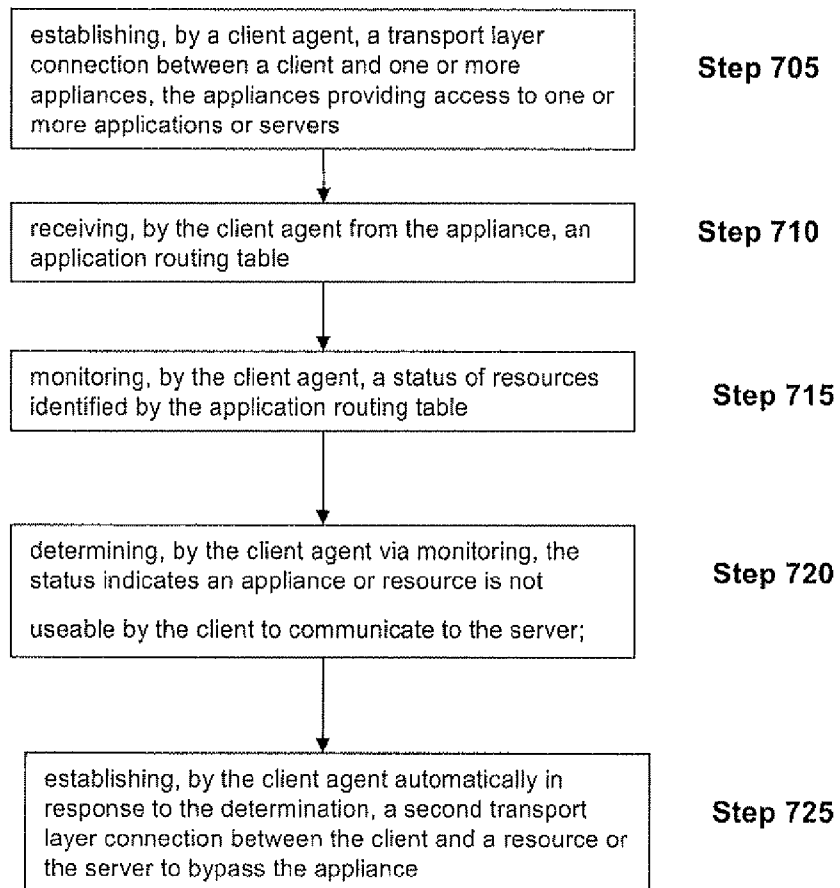 establishing, by a client agent, a transport layer
connection between a client and one or more
appliances, the appliances providing access to one or
more applications or servers
Step 705
receiving, by the client agent from the appliance, an
application routing table
Step 710
monitoring, by the client agent, a status of resources
identified by the application routing table
Step 715
determining, by the client agent via monitoring, the
status indicates an appliance or resource is not
useable by the client to communicate to the server;
Step 720
establishing, by the client agent automatically in
response to the determination, a second transport
layer connection between the client and a resource or
the server to bypass the appliance
Step 725